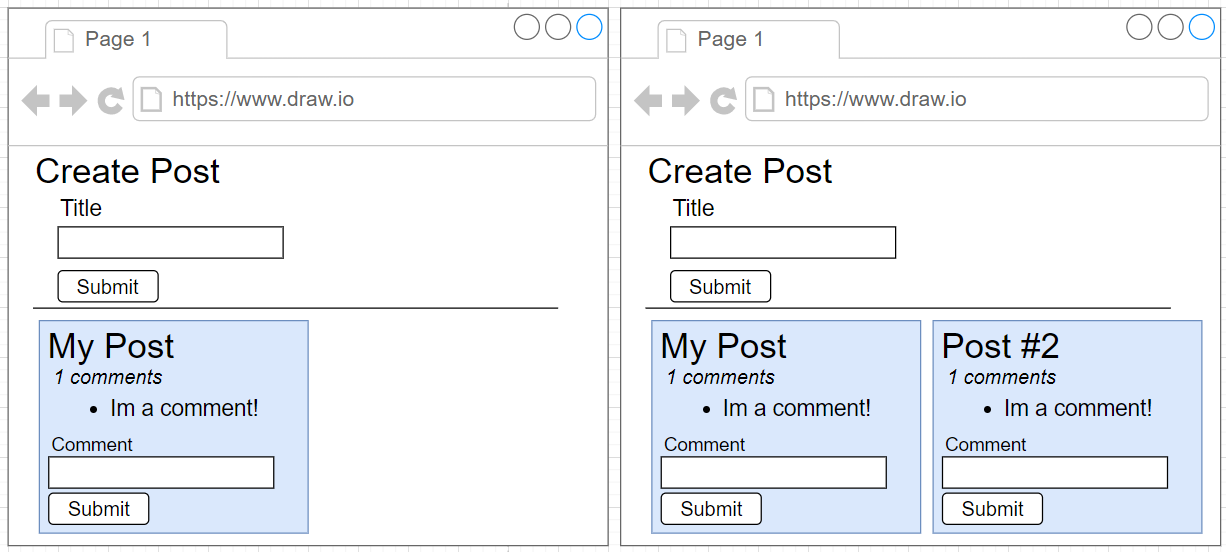 Page 1
https://www.draw.io
Create Post
Title
Submit
My Post
1 comments
• Im a comment!
Comment
Submit
Page 1
https://www.draw.io
Create Post
Title
Submit
My Post
1 comments
• Im a comment!
Comment
Submit
Post #2
1 comments
• Im a comment!
Comment
Submit